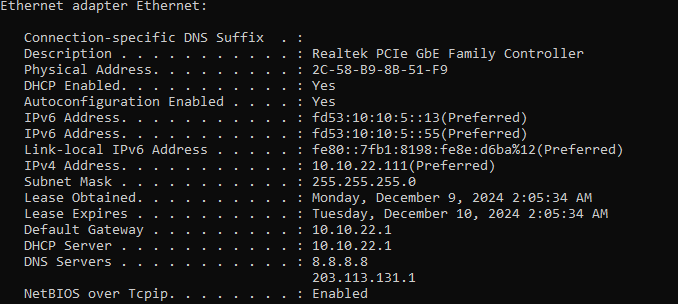 Ethernet adapter Ethernet:
Connection-specific DNS Suffix  . :
Description . . . . . . . . . . . : Realtek PCIe GbE Family Controller
Physical Address. . . . . . . . . : 2C-58-B9-8B-51-F9
DHCP Enabled. . . . . . . . . . . : Yes
Autoconfiguration Enabled . . . . : Yes
IPv6 Address. . . . . . . . . . . : fd53:10:10:5::13(Preferred)
IPv6 Address. . . . . . . . . . . : fd53:10:10:5::55(Preferred)
Link-local IPv6 Address . . . . . : fe80::7fb1:8198:fe8e:d6ba%12(Preferred)
IPv4 Address. . . . . . . . . . . : 10.10.22.111(Preferred)
Subnet Mask . . . . . . . . . . . : 255.255.255.0
Lease Obtained. . . . . . . . . . : Monday, December 9, 2024 2:05:34 AM
Lease Expires . . . . . . . . . . : Tuesday, December 10, 2024 2:05:34 AM
Default Gateway . . . . . . . . . : 10.10.22.1
DHCP Server . . . . . . . . . . . : 10.10.22.1
DNS Servers . . . . . . . . . . . : 8.8.8.8
203.113.131.1
NetBIOS over Tcpip. . . . . . . . : Enabled